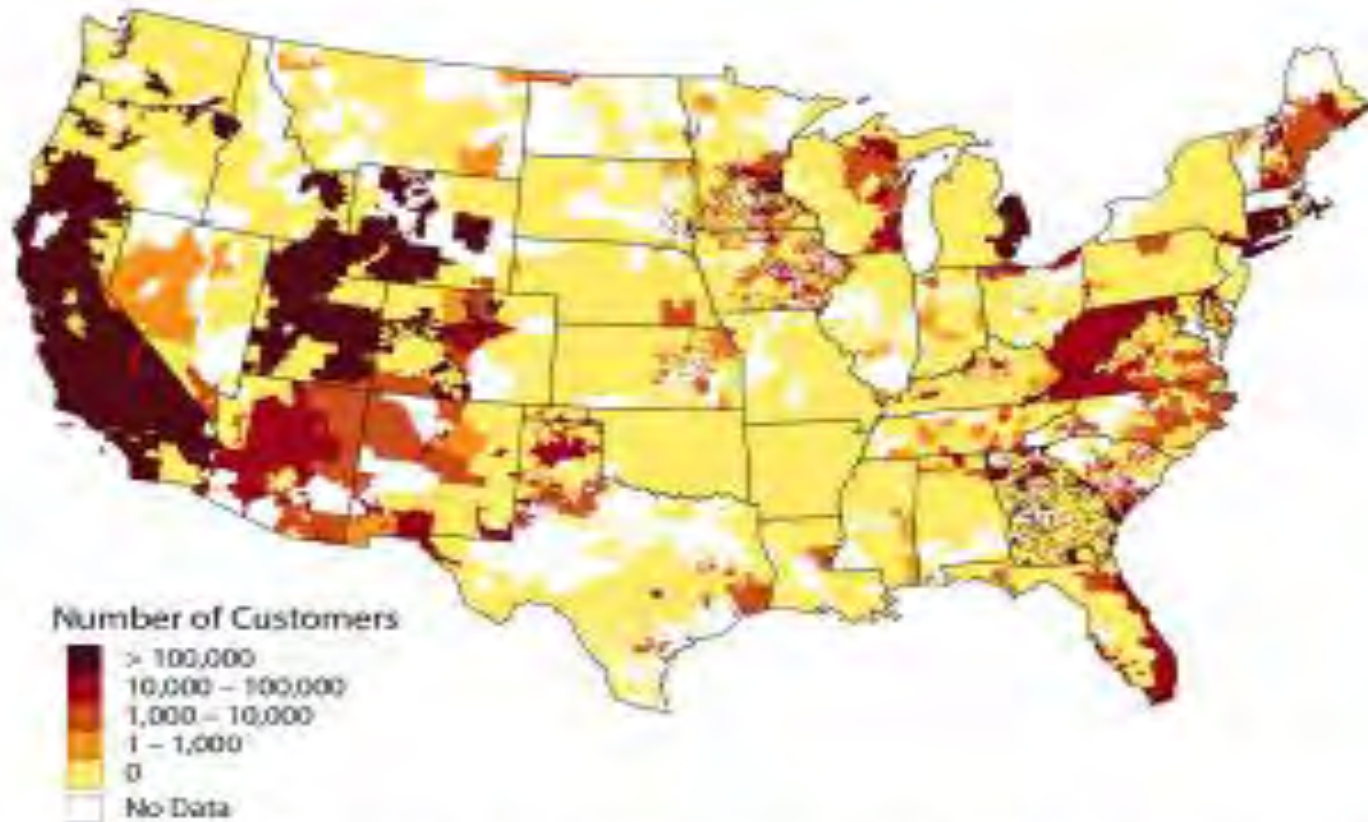 Number of Customers
> 100,000
10,000 – 100,000
1,000 – 10,000
1 – 1,000
0
No Data